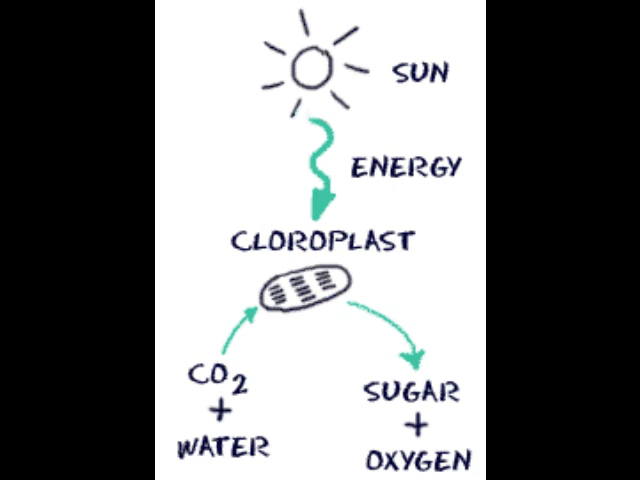 SUN
ENERGY
CLOROPLAST
CO2
+
WATER
SUGAR
+
OXYGEN